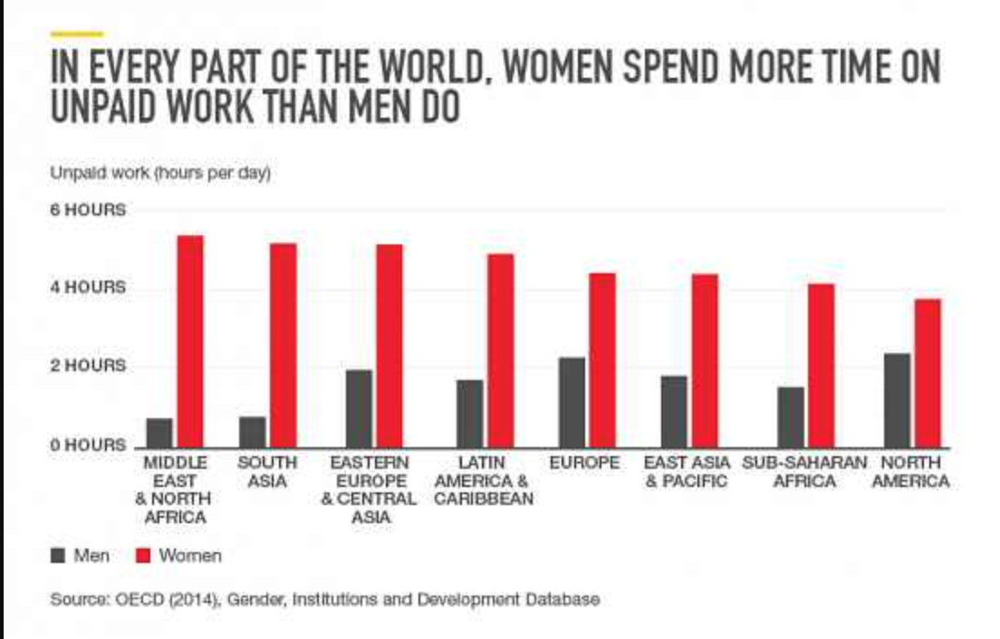 IN EVERY PART OF THE WORLD, WOMEN SPEND MORE TIME ON
UNPAID WORK THAN MEN DO
Unpaid work (hours per day)
6 HOURS
4 HOURS
2 HOURS
0 HOURS
MIDDLE
EAST
& NORTH
AFRICA
SOUTH
ASIA
EASTERN
EUROPE
& CENTRAL
ASIA
LATIN
AMERICA &
CARIBBEAN
EUROPE
EAST ASIA
& PACIFIC
SUB-SAHARAN
AFRICA
NORTH
AMERICA
Men
Women
Source: OECD (2014), Gender, Institutions and Development Database